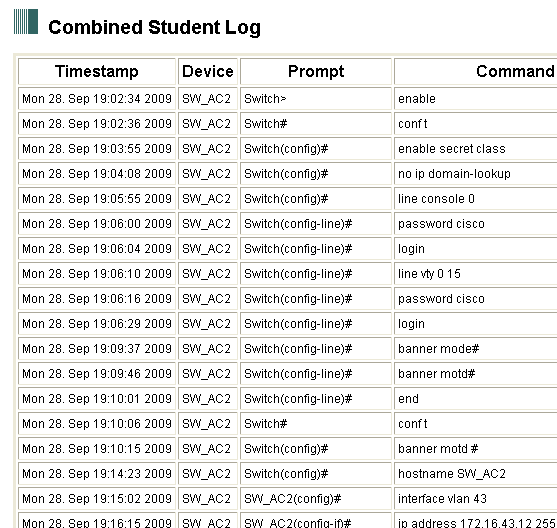 Combined Student Log
Timestamp Device Prompt Command
Mon 28. Sep 19:02:34 2009 SW_AC2 Switch> enable
Mon 28. Sep 19:02:36 2009 SW_AC2 Switch# conf t
Mon 28. Sep 19:03:55 2009 SW_AC2 Switch(config)# enable secret class
Mon 28. Sep 19:04:08 2009 SW_AC2 Switch(config)# no ip domain-lookup
Mon 28. Sep 19:05:55 2009 SW_AC2 Switch(config)# line console 0
Mon 28. Sep 19:06:00 2009 SW_AC2 Switch(config-line)# password cisco
Mon 28. Sep 19:06:04 2009 SW_AC2 Switch(config-line)# login
Mon 28. Sep 19:06:10 2009 SW_AC2 Switch(config-line)# line vty 0 15
Mon 28. Sep 19:06:16 2009 SW_AC2 Switch(config-line)# password cisco
Mon 28. Sep 19:06:29 2009 SW_AC2 Switch(config-line)# login
Mon 28. Sep 19:09:37 2009 SW_AC2 Switch(config-line)# banner mode#
Mon 28. Sep 19:09:46 2009 SW_AC2 Switch(config-line)# banner motd#
Mon 28. Sep 19:10:01 2009 SW_AC2 Switch(config-line)# end
Mon 28. Sep 19:10:06 2009 SW_AC2 Switch# conf t
Mon 28. Sep 19:10:15 2009 SW_AC2 Switch(config)# banner motd #
Mon 28. Sep 19:14:23 2009 SW_AC2 Switch(config)# hostname SW_AC2
Mon 28. Sep 19:15:02 2009 SW_AC2 SW_AC2(config)# interface vlan 43
Mon 28. Sep 19:16:15 2009 SW_AC2 SW_AC2(config-if)# ip address 172.16.43.12 255